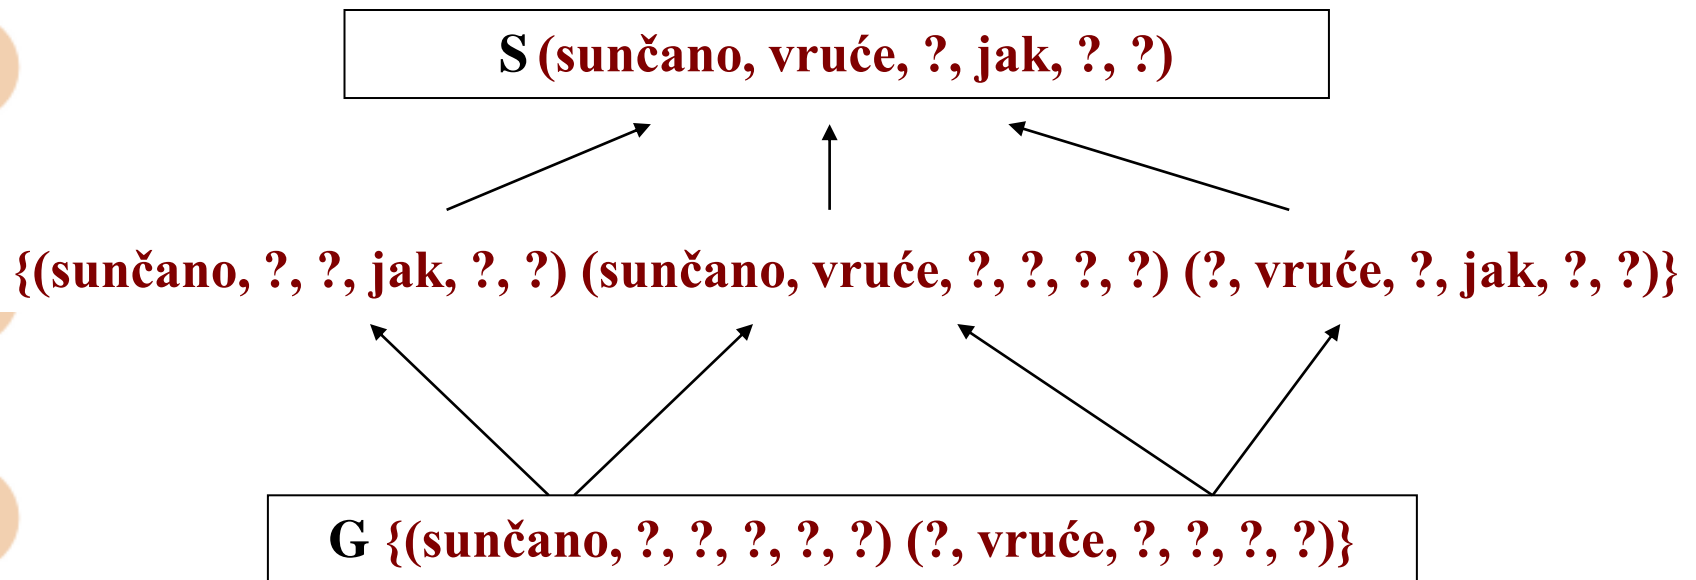 S (sunčano, vruće, ?, jak, ?, ?)
{(sunčano, ?, ?, jak, ?, ?) (sunčano, vruće, ?, ?, ?, ?) (?, vruće, ?, jak, ?, ?)}
G {(sunčano, ?, ?, ?, ?, ?) (?, vruće, ?, ?, ?, ?)}